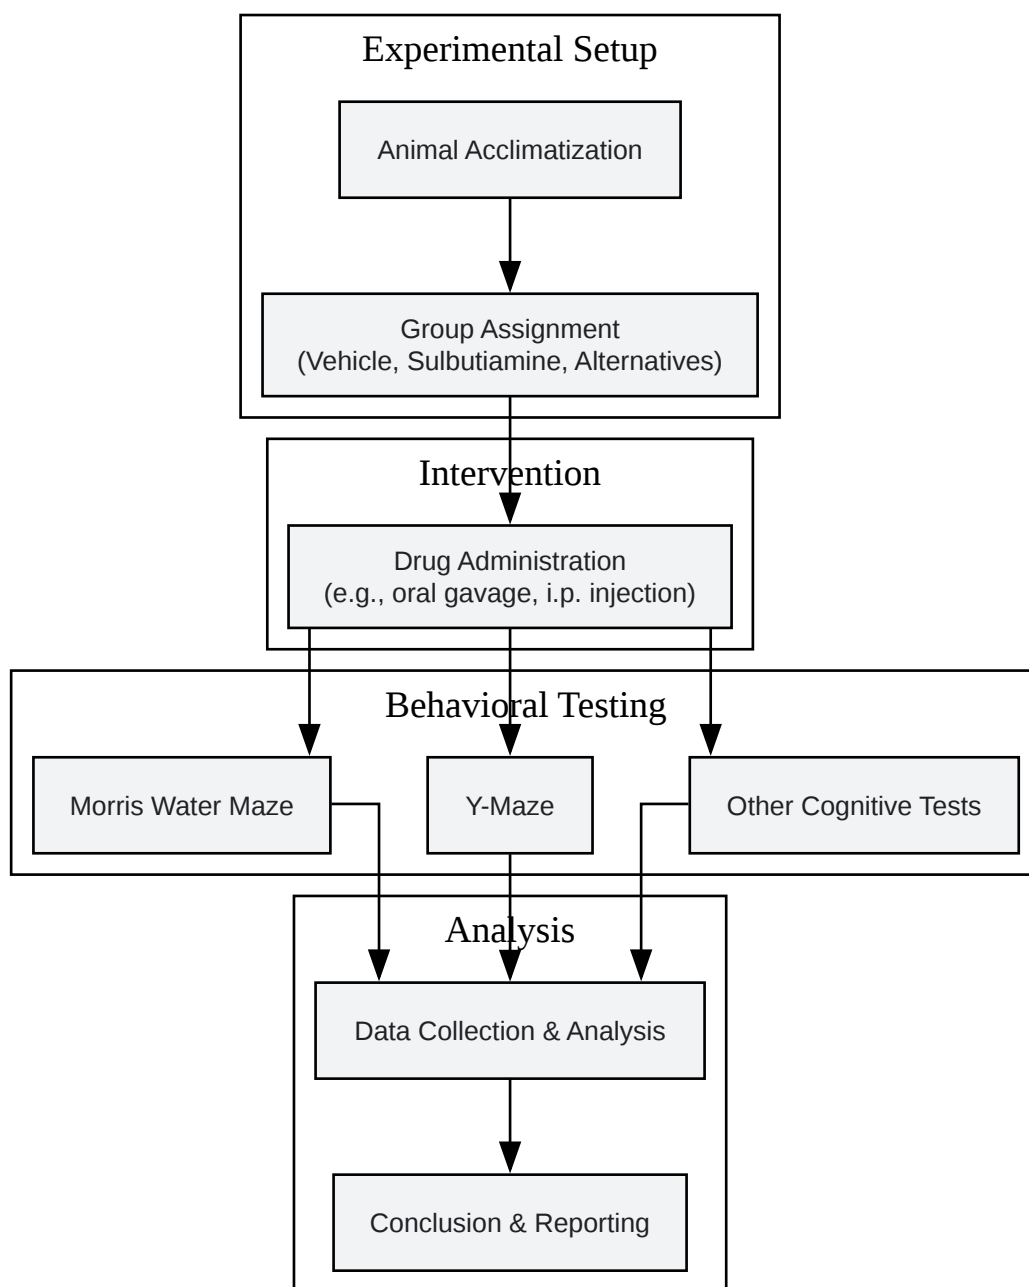 Experimental Setup
Animal Acclimatization
Group Assignment
(Vehicle, Sulbutiamine, Alternatives)
Intervention
Drug Administration
(e.g., oral gavage, i.p. injection)
Behavioral Testing
Morris Water Maze
Y-Maze
Other Cognitive Tests
Analysis
Data Collection & Analysis
Conclusion & Reporting